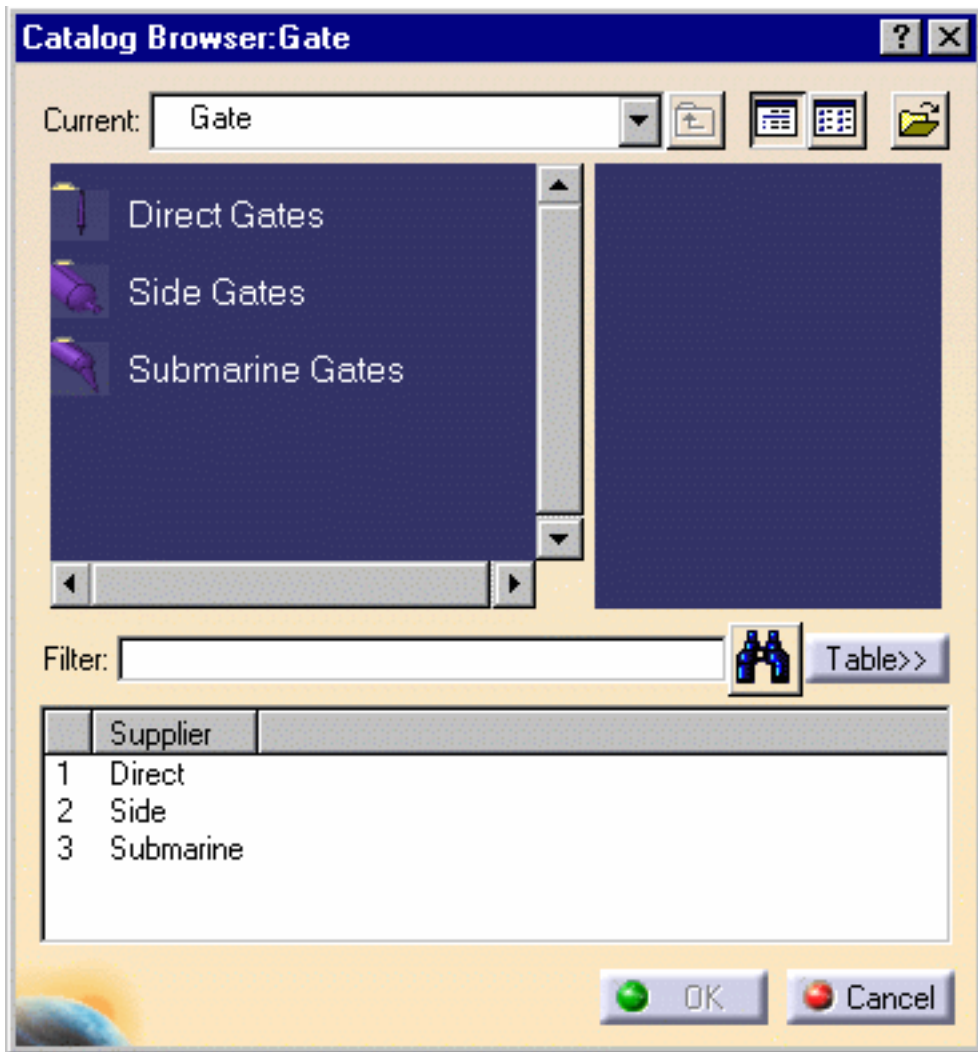 Catalog Browser:Gate
Current: Gate
Direct Gates
Side Gates
Submarine Gates
Filter: Table>>
Supplier
1 Direct
2 Side
3 Submarine
OK Cancel